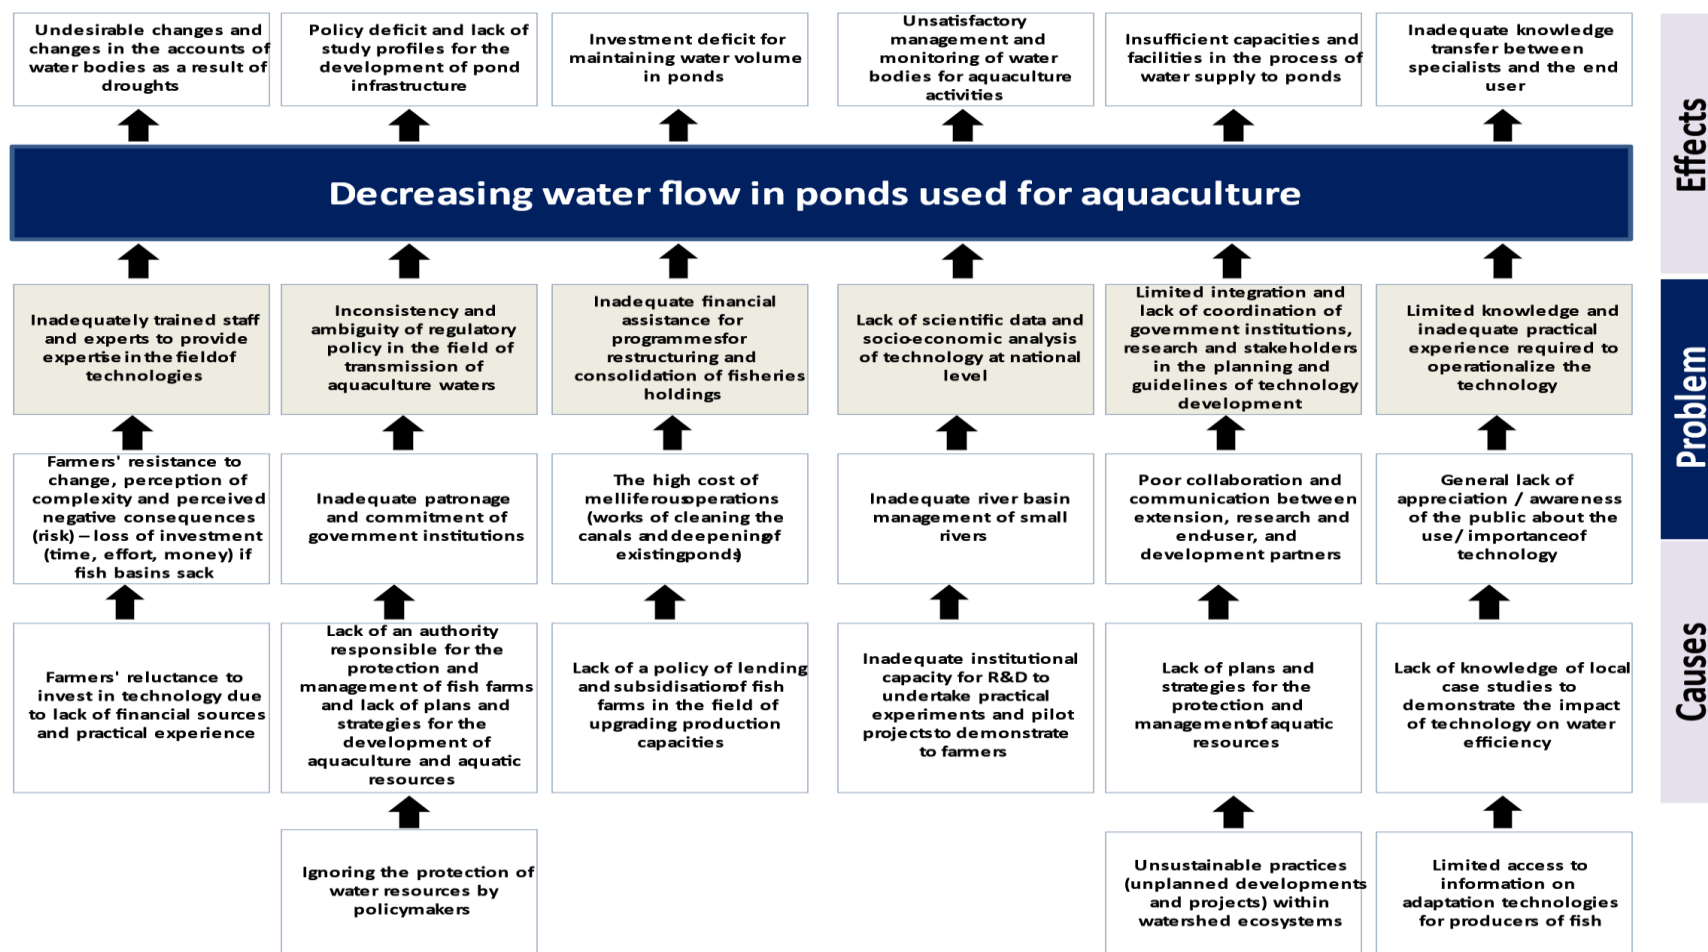 Undesirable changes and
changes in the accounts of
water bodies as a result of
droughts
Policy deficit and lack of
study profiles for the
development of pond
infrastructure
Investment deficit for
maintaining water volume
in ponds
Unsatisfactory
management and
monitoring of water
bodies for aquaculture
activities
Insufficient capacities and
facilities in the process of
water supply to ponds
Inadequate knowledge
transfer between
specialists and the end
user
Effects
Decreasing water flow in ponds used for aquaculture
Inadequately trained staff
and experts to provide
expertise in the field of
technologies
Inconsistency and
ambiguity of regulatory
policy in the field of
transmission of
aquaculture waters
Inadequate financial
assistance for
programmes for
restructuring and
consolidation of fisheries
holdings
Lack of scientific data and
socio-economic analysis
of technology at national
level
Limited integration and
lack of coordination of
government institutions,
research and stakeholders
in the planning and
guidelines of technology
development
Limited knowledge and
inadequate practical
experience required to
operationalize the
technology
Problem
Farmers' resistance to
change, perception of
complexity and perceived
negative consequences
(risk) – loss of investment
(time, effort, money) if
fish basins sack
Inadequate patronage
and commitment of
government institutions
The high cost of
melliferous operations
(works of cleaning the
canals and deepening of
existing ponds)
Inadequate river basin
management of small
rivers
Poor collaboration and
communication between
extension, research and
end-user, and
development partners
General lack of
appreciation / awareness
of the public about the
use/ importance of
technology
Farmers' reluctance to
invest in technology due
to lack of financial sources
and practical experience
Lack of an authority
responsible for the
protection and
management of fish farms
and lack of plans and
strategies for the
development of
aquaculture and aquatic
resources
Lack of a policy of lending
and subsidisation of fish
farms in the field of
upgrading production
capacities
Inadequate institutional
capacity for R&D to
undertake practical
experiments and pilot
projects to demonstrate
to farmers
Lack of plans and
strategies for the
protection and
management of aquatic
resources
Lack of knowledge of local
case studies to
demonstrate the impact
of technology on water
efficiency
Causes
Ignoring the protection of
water resources by
policymakers
Unsustainable practices
(unplanned developments
and projects) within
watershed ecosystems
Limited access to
information on
adaptation technologies
for producers of fish